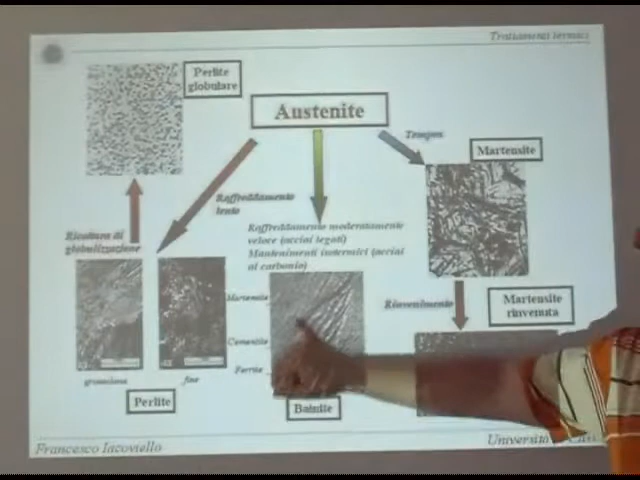 Trattamenti termici
Perlite
globulare
Austenite
Tempra
Martensite
Raffreddamento
lento
Raffreddamento moderatamente
veloce (acciai legati)
Mantenimenti isotermici (acciai
al carbonio)
Ricottura di
globulizzazione
Martensite
Rinvenimento
Martensite
rinvenuta
Cementite
Ferrite
grossolana
fine
Perlite
Bainite
Francesco Iacoviello
Università